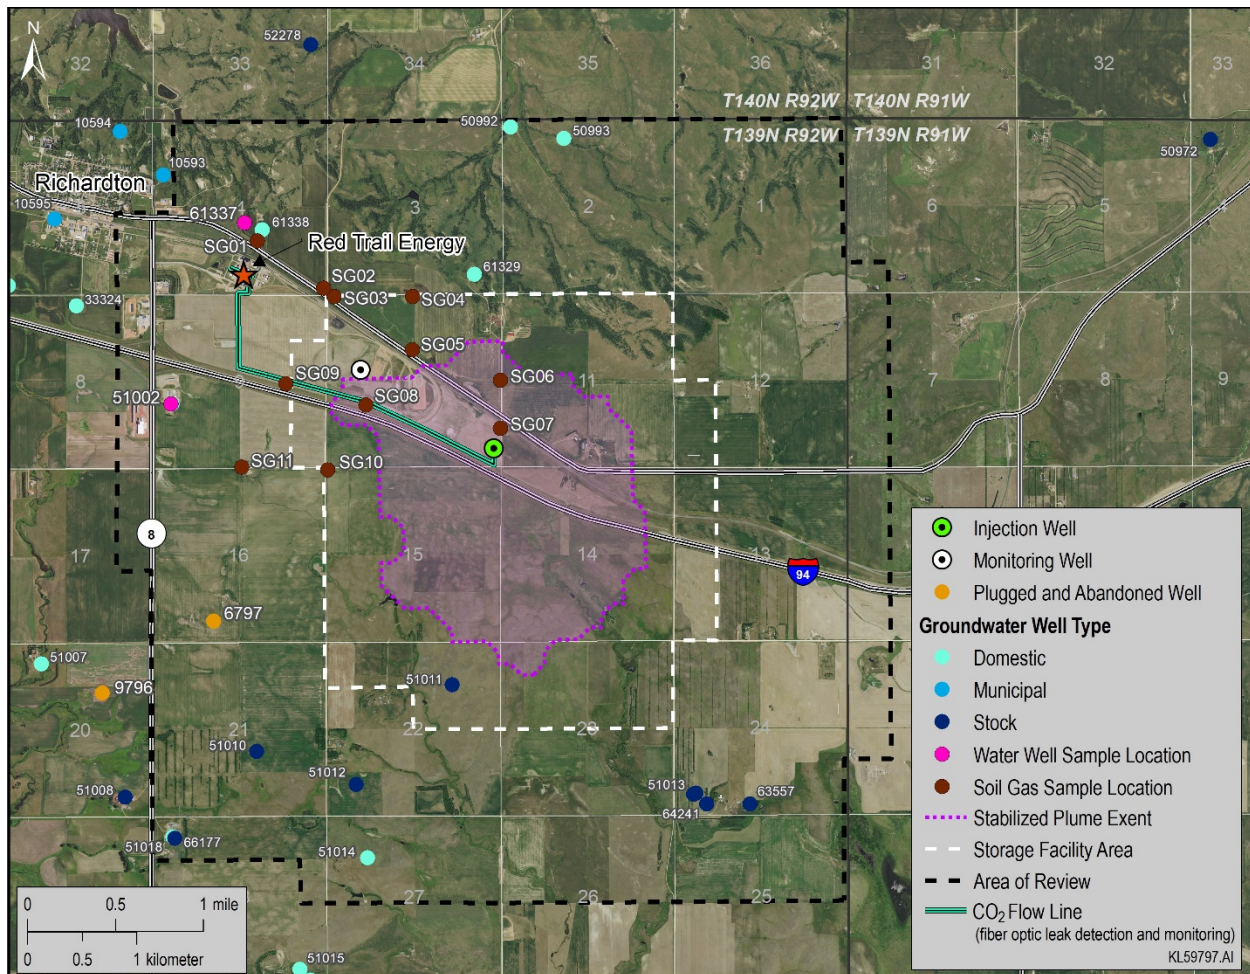 N
52278
32
33
34
35
36
32
33
T140N R92W
T140N R91W
10594
50992
50993
T139N R92W
T139N R91W
50972
10593
Richardton
10595
61337
61338
3
2
1
6
5
4
SG01
Red Trail Energy
61329
SG02
SG03
SG04
33324
SG05
8
9
SG09
SG06
11
12
7
8
9
51002
SG08
SG07
SG11
SG10
8
17
16
15
14
13
94
6797
51007
9796
51011
20
21
22
23
24
51010
51012
51008
51013
63557
64241
51018
66177
51014
27
26
25
51015
Injection Well
Monitoring Well
Plugged and Abandoned Well
Groundwater Well Type
Domestic
Municipal
Stock
Water Well Sample Location
Soil Gas Sample Location
Stabilized Plume Exent
Storage Facility Area
Area of Review
CO₂ Flow Line
(fiber optic leak detection and monitoring)
KL59797.AI
0 0.5 1 mile
0 0.5 1 kilometer